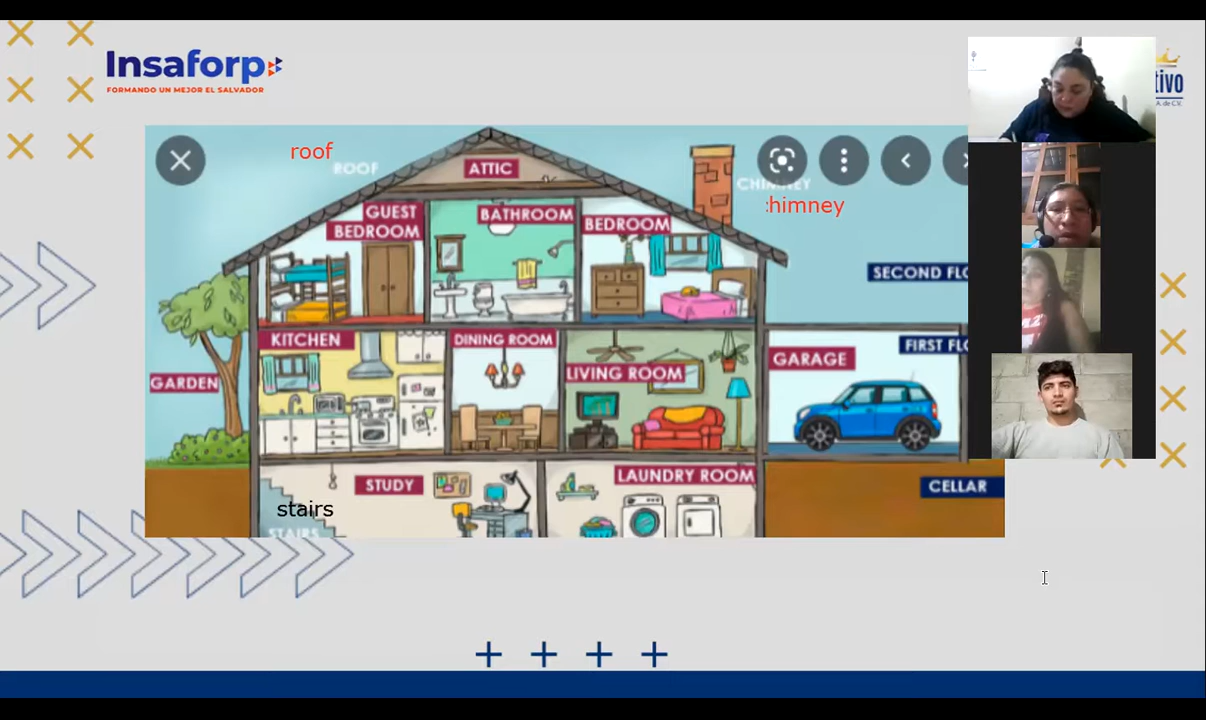 Insaforp
FORMANDO UN MEJOR EL SALVADOR
tivo
A. de C.V.
roof
ROOF
ATTIC
CHIMNEY
himney
GUEST
BEDROOM
BATHROOM
BEDROOM
SECOND FLO
KITCHEN
DINING ROOM
LIVING ROOM
GARAGE
FIRST FLO
GARDEN
STUDY
LAUNDRY ROOM
CELLAR
stairs
STAIRS